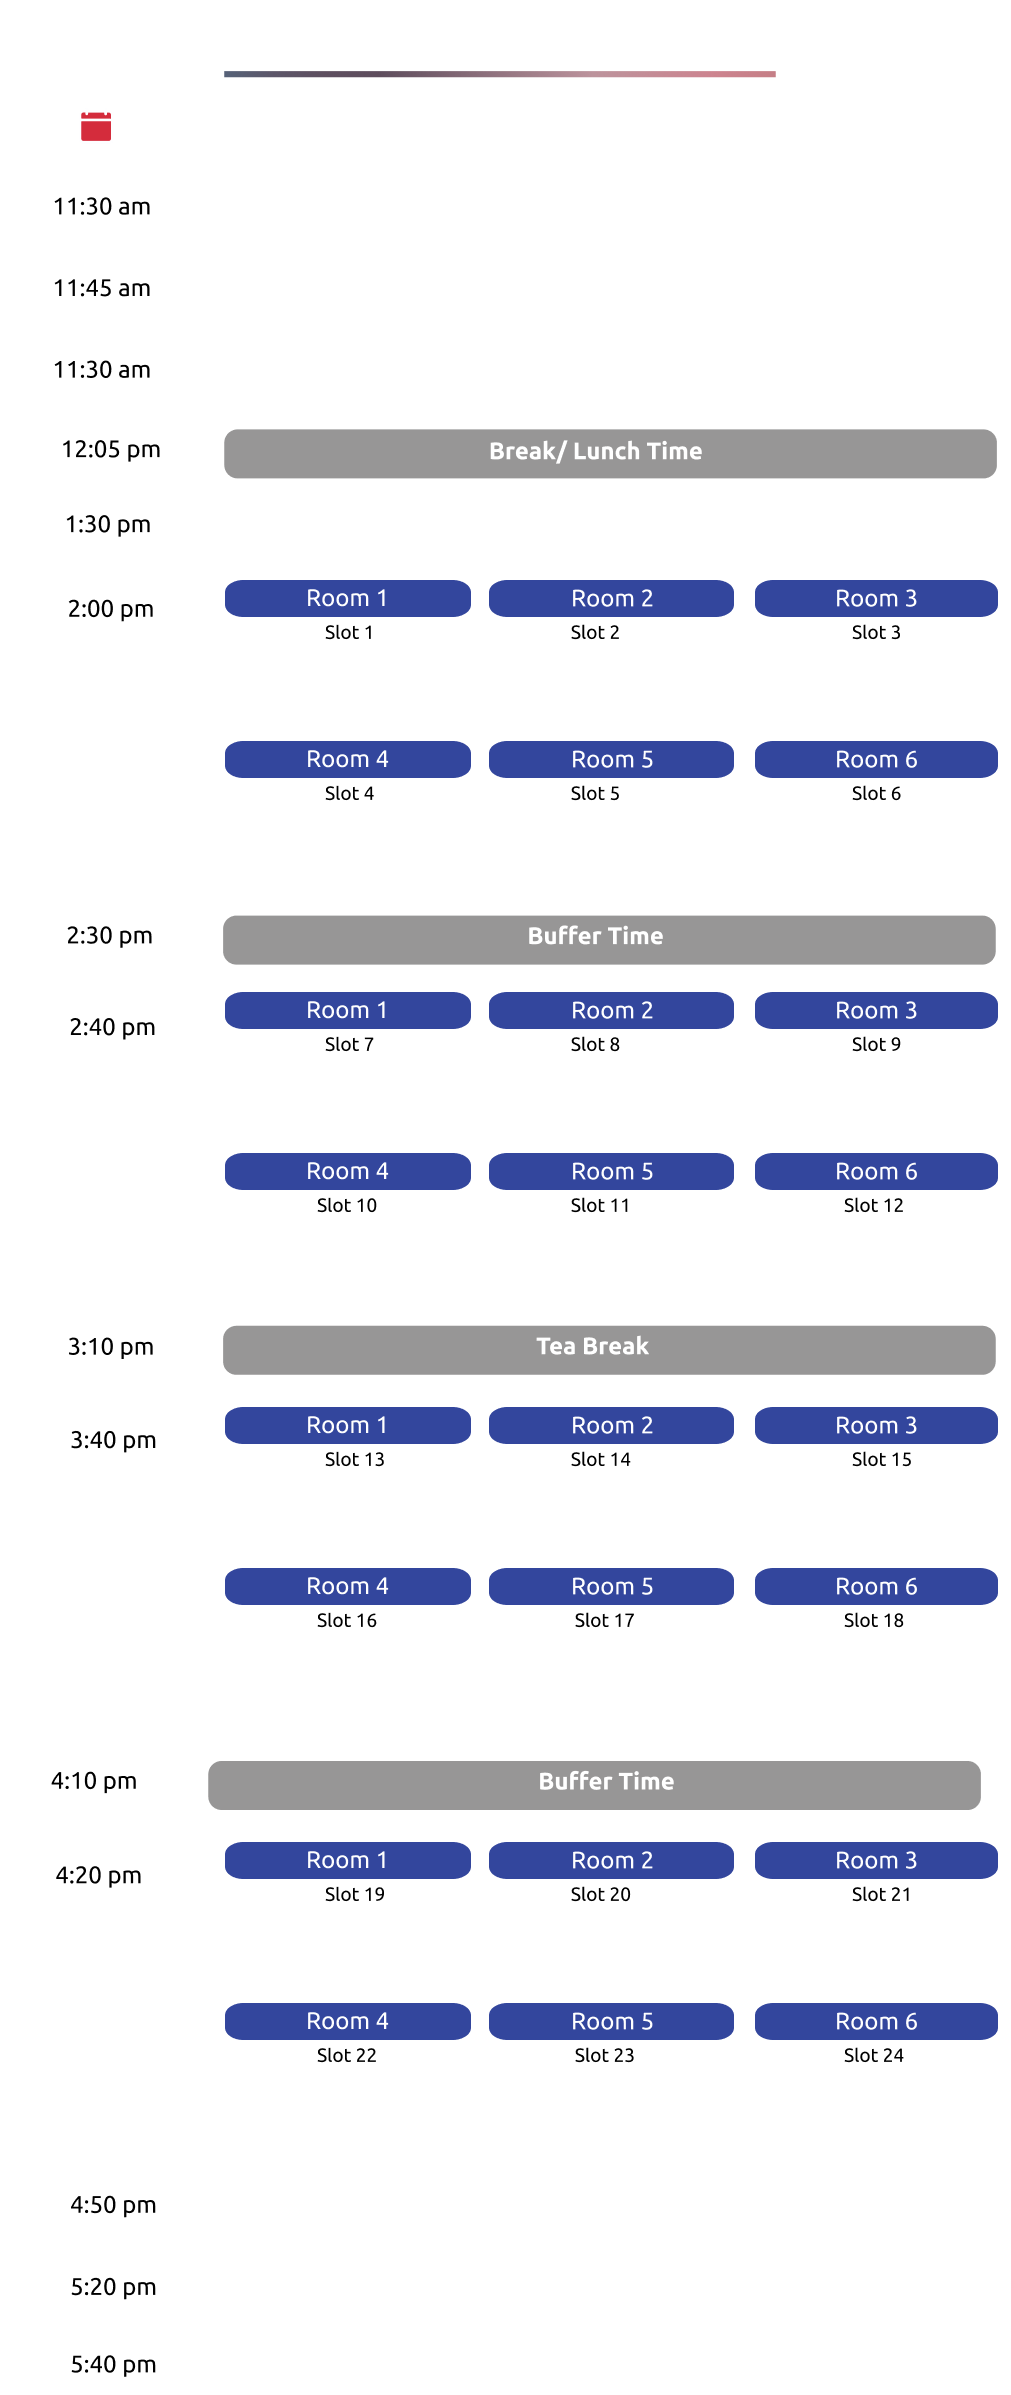 11:30 am
11:45 am
11:30 am
12:05 pm Break/ Lunch Time
1:30 pm
2:00 pm Room 1 Room 2 Room 3
Slot 1 Slot 2 Slot 3
Room 4 Room 5 Room 6
Slot 4 Slot 5 Slot 6
2:30 pm Buffer Time
2:40 pm Room 1 Room 2 Room 3
Slot 7 Slot 8 Slot 9
Room 4 Room 5 Room 6
Slot 10 Slot 11 Slot 12
3:10 pm Tea Break
3:40 pm Room 1 Room 2 Room 3
Slot 13 Slot 14 Slot 15
Room 4 Room 5 Room 6
Slot 16 Slot 17 Slot 18
4:10 pm Buffer Time
4:20 pm Room 1 Room 2 Room 3
Slot 19 Slot 20 Slot 21
Room 4 Room 5 Room 6
Slot 22 Slot 23 Slot 24
4:50 pm
5:20 pm
5:40 pm